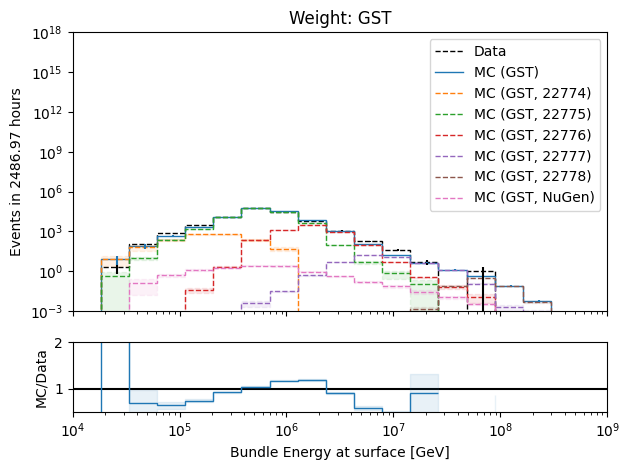 Weight: GST
10^18
10^15
10^12
10^9
10^6
10^3
10^0
10^-3
Events in 2486.97 hours
Data
MC (GST)
MC (GST, 22774)
MC (GST, 22775)
MC (GST, 22776)
MC (GST, 22777)
MC (GST, 22778)
MC (GST, NuGen)
2
1
MC/Data
10^4 10^5 10^6 10^7 10^8 10^9
Bundle Energy at surface [GeV]